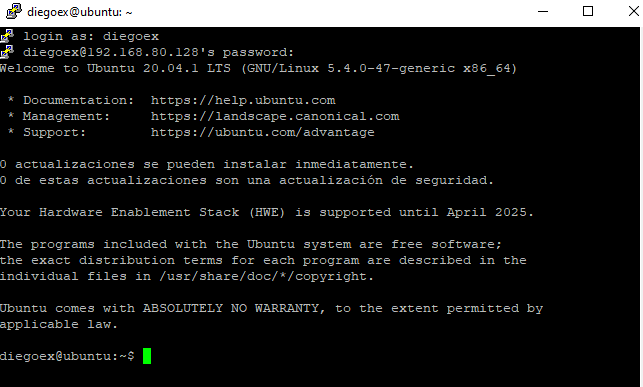 diegoex@ubuntu: ~
login as: diegoex
diegoex@192.168.80.128's password:
Welcome to Ubuntu 20.04.1 LTS (GNU/Linux 5.4.0-47-generic x86_64)
* Documentation:  https://help.ubuntu.com
* Management:     https://landscape.canonical.com
* Support:        https://ubuntu.com/advantage
0 actualizaciones se pueden instalar inmediatamente.
0 de estas actualizaciones son una actualización de seguridad.
Your Hardware Enablement Stack (HWE) is supported until April 2025.
The programs included with the Ubuntu system are free software;
the exact distribution terms for each program are described in the
individual files in /usr/share/doc/*/copyright.
Ubuntu comes with ABSOLUTELY NO WARRANTY, to the extent permitted by
applicable law.
diegoex@ubuntu:~$